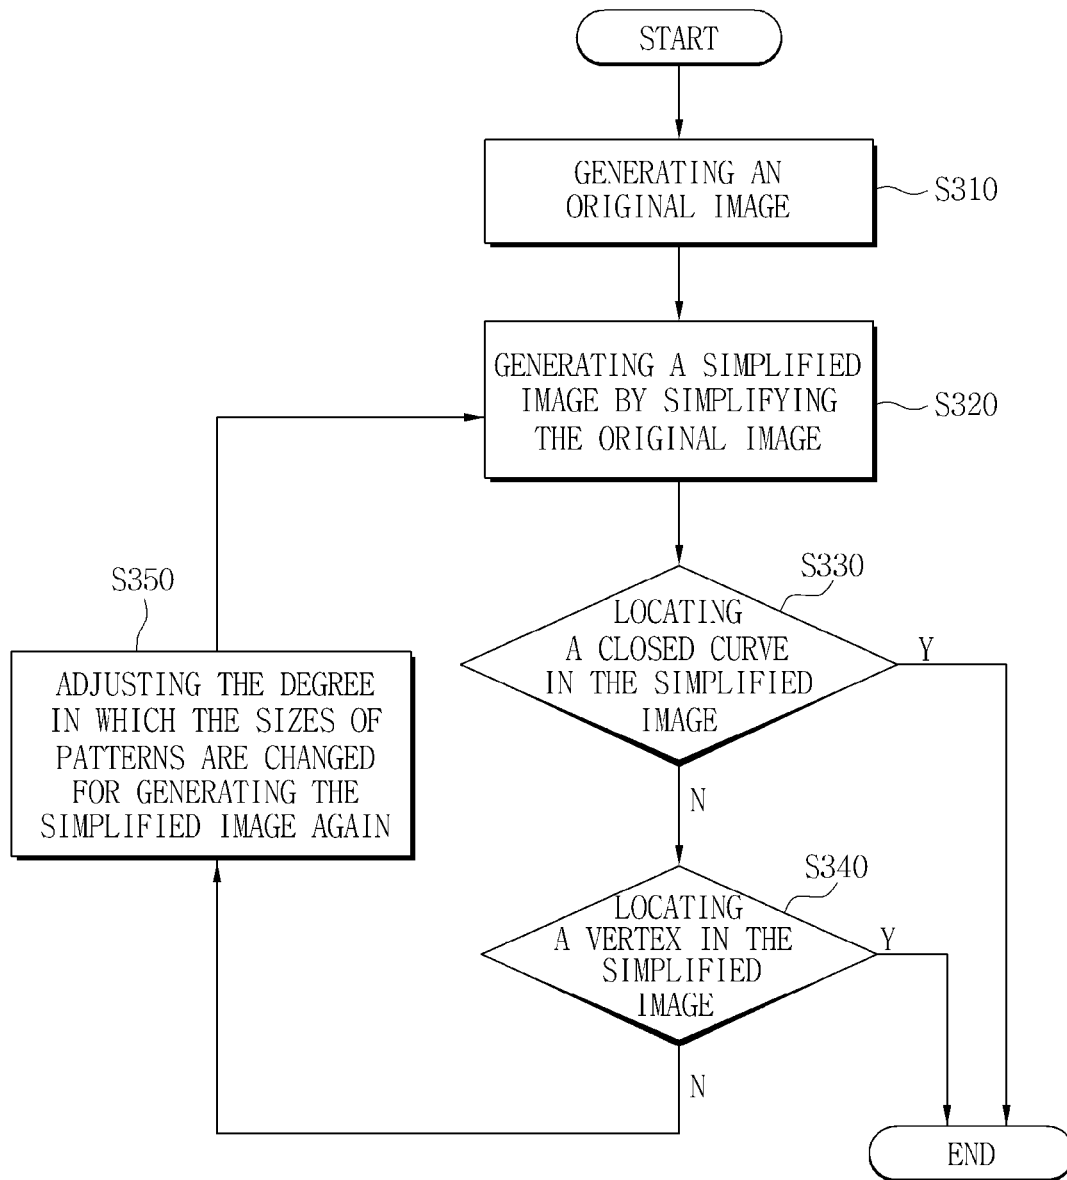 START
GENERATING AN
ORIGINAL IMAGE
S310
GENERATING A SIMPLIFIED
IMAGE BY SIMPLIFYING
THE ORIGINAL IMAGE
S320
S330
LOCATING
A CLOSED CURVE
IN THE SIMPLIFIED
IMAGE
Y
N
S350
ADJUSTING THE DEGREE
IN WHICH THE SIZES OF
PATTERNS ARE CHANGED
FOR GENERATING THE
SIMPLIFIED IMAGE AGAIN
S340
LOCATING
A VERTEX IN THE
SIMPLIFIED
IMAGE
Y
N
END